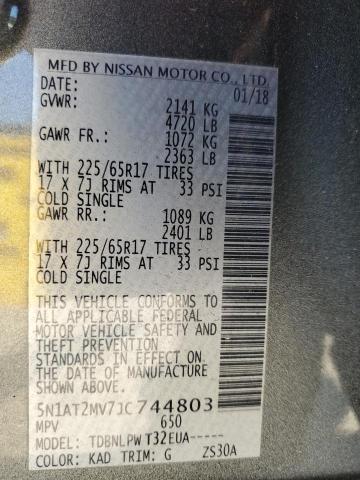 MFD BY NISSAN MOTOR CO., LTD.
DATE: 01/18
GVWR: 2141 KG
4720 LB
GAWR FR.: 1072 KG
2363 LB
WITH 225/65R17 TIRES
17 X 7J RIMS AT 33 PSI
COLD SINGLE
GAWR RR.: 1089 KG
2401 LB
WITH 225/65R17 TIRES
17 X 7J RIMS AT 33 PSI
COLD SINGLE
THIS VEHICLE CONFORMS TO
ALL APPLICABLE FEDERAL
MOTOR VEHICLE SAFETY AND
THEFT PREVENTION
STANDARDS IN EFFECT ON
THE DATE OF MANUFACTURE
5N1AT2MV7JC744803
MPV 650
MODEL: TDBNLPWT32EUA-----
COLOR: KAD TRIM: G ZS30A